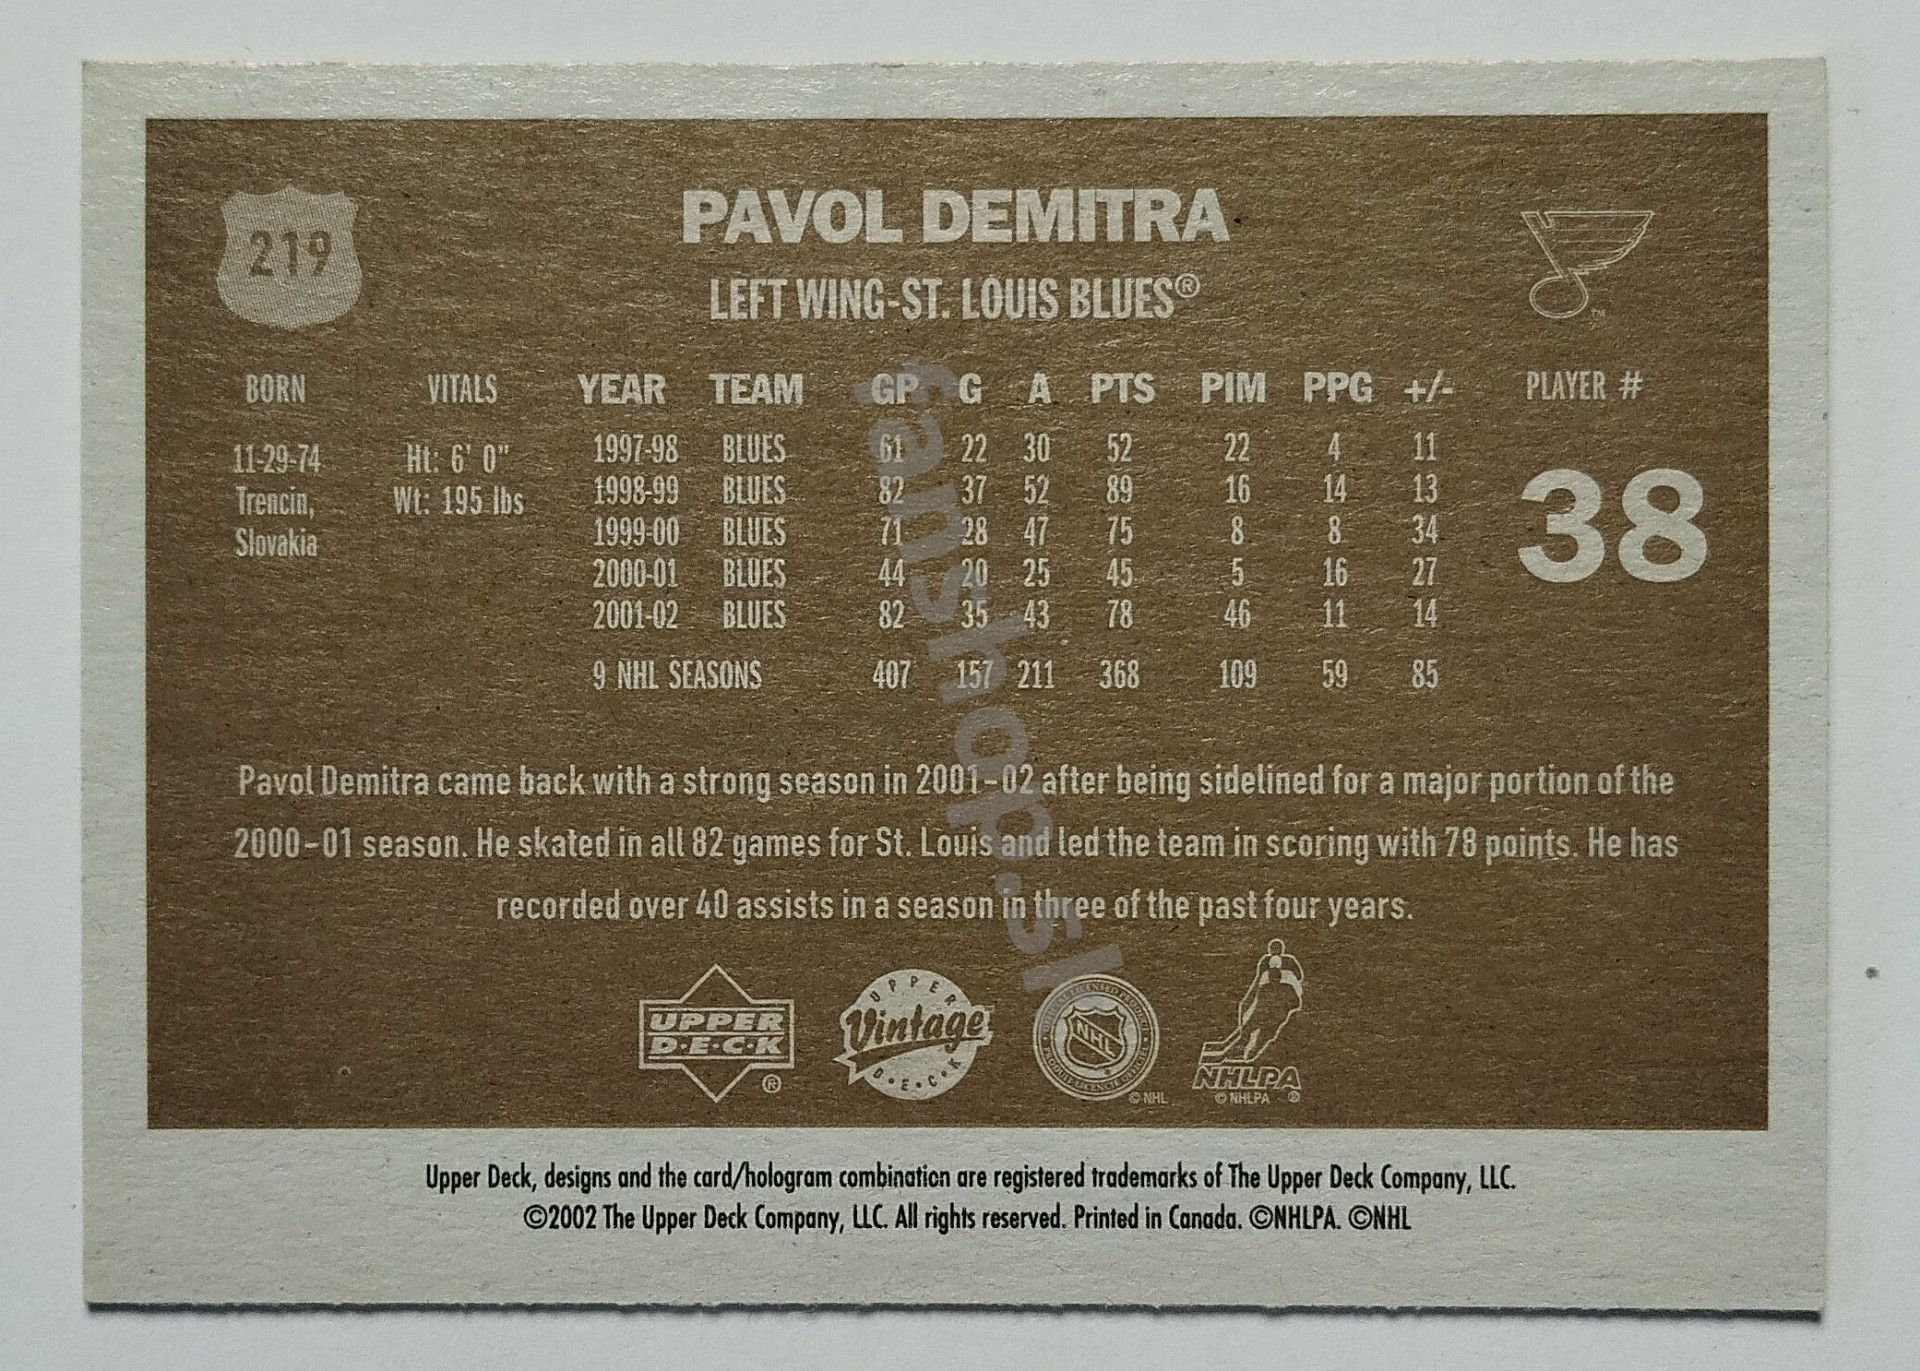 219
PAVOL DEMITRA
LEFT WING-ST. LOUIS BLUES®
™
BORN VITALS YEAR TEAM GP G A PTS PIM PPG +/- PLAYER #
11-29-74
Trencin,
Slovakia
Ht: 6' 0"
Wt: 195 lbs
1997-98 BLUES 61 22 30 52 22 4 11
1998-99 BLUES 82 37 52 89 16 14 13
1999-00 BLUES 71 28 47 75 8 8 34
2000-01 BLUES 44 20 25 45 5 16 27
2001-02 BLUES 82 35 43 78 46 11 14
9 NHL SEASONS 407 157 211 368 109 59 85
38
fanshop.sl
Pavol Demitra came back with a strong season in 2001-02 after being sidelined for a major portion of the
2000-01 season. He skated in all 82 games for St. Louis and led the team in scoring with 78 points. He has
recorded over 40 assists in a season in three of the past four years.
UPPER
D·E·C·K
®
UPPER
Vintage
D·E·C·K
NHL
© NHL
NHLPA
© NHLPA ®
Upper Deck, designs and the card/hologram combination are registered trademarks of The Upper Deck Company, LLC.
©2002 The Upper Deck Company, LLC. All rights reserved. Printed in Canada. ©NHLPA. ©NHL